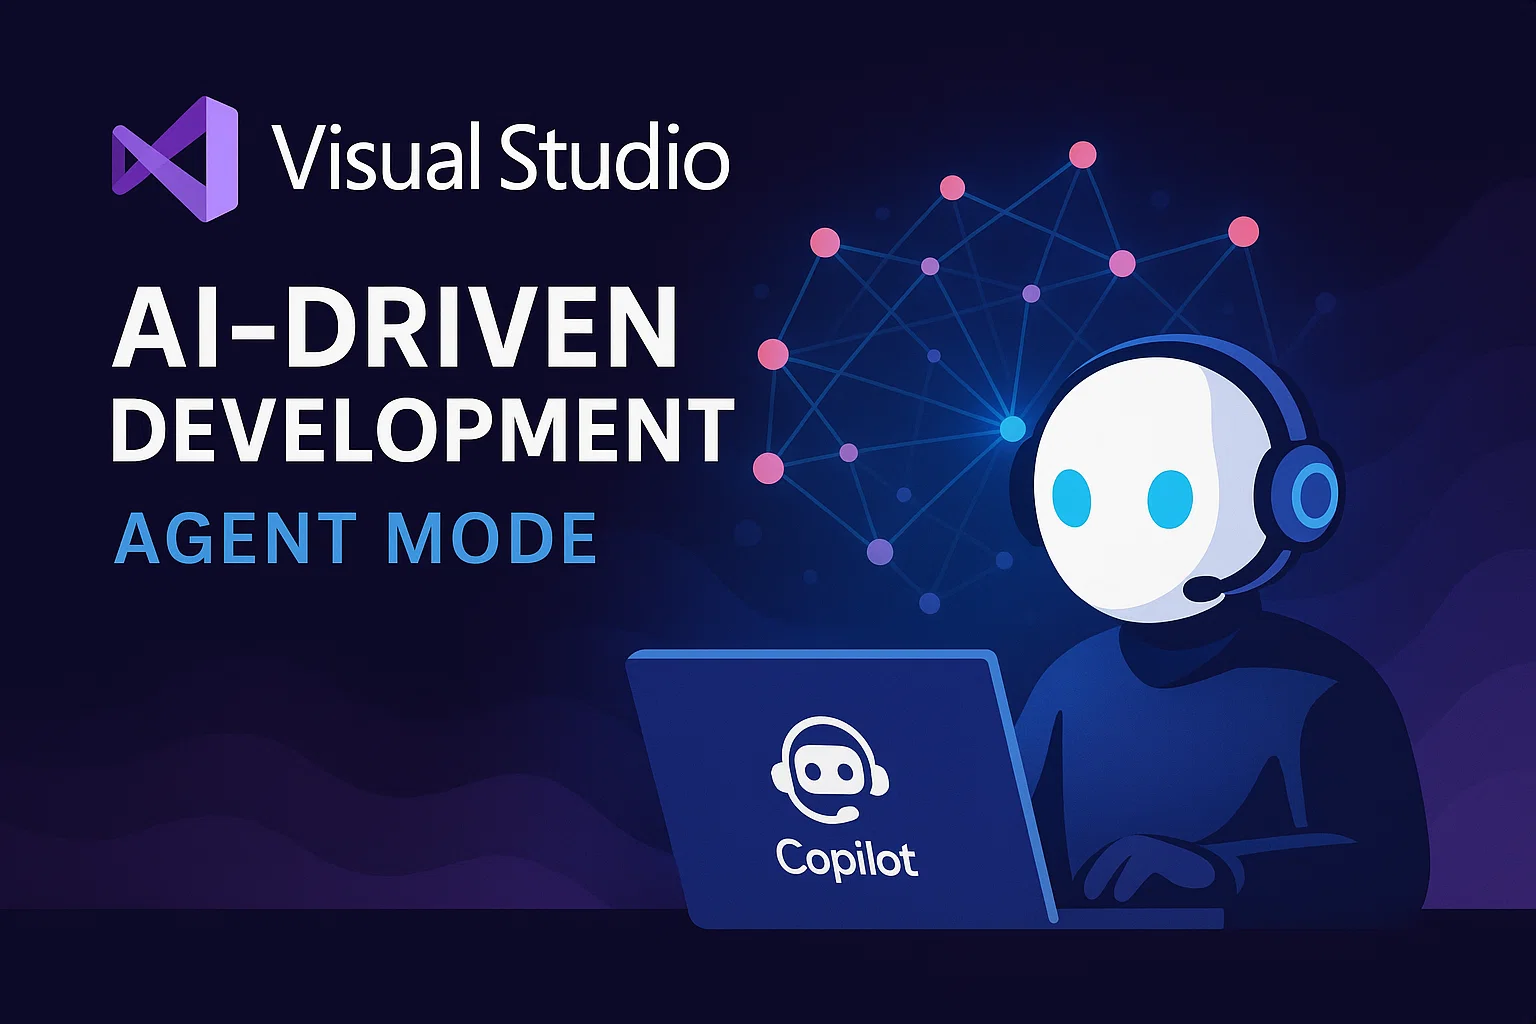 Visual Studio
AI-DRIVEN
DEVELOPMENT
AGENT MODE
Copilot